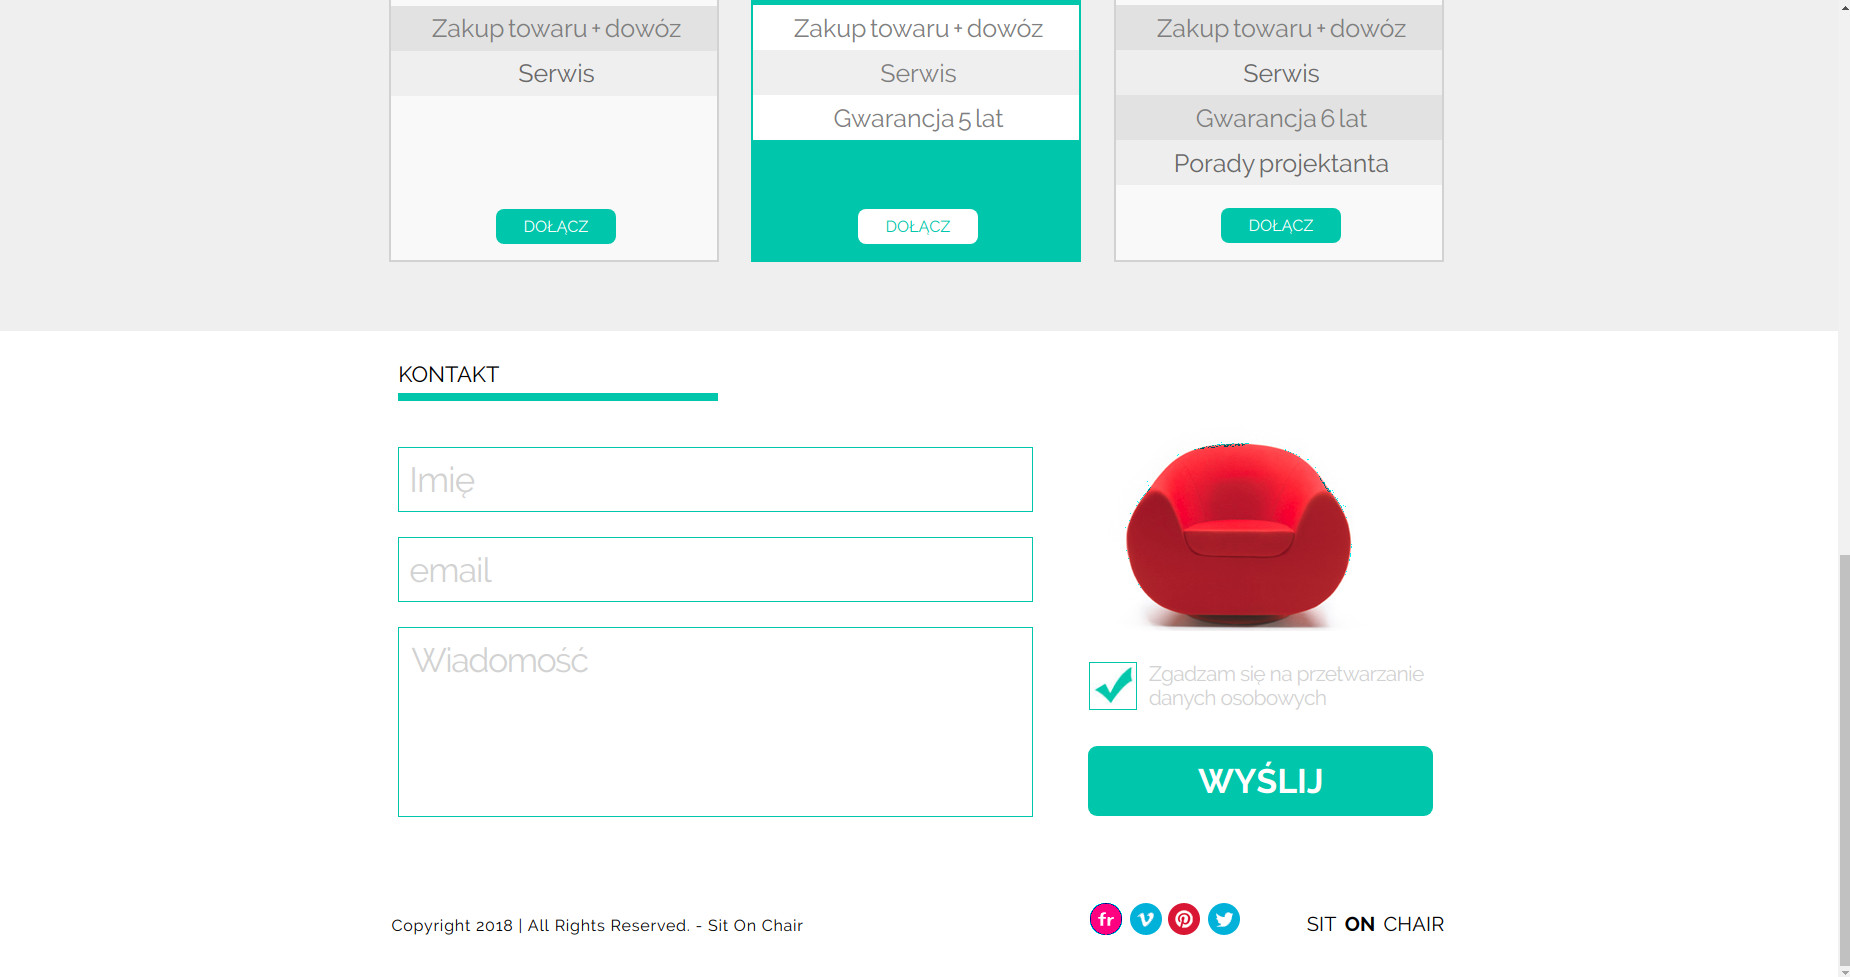 Zakup towaru + dowóz
Serwis
DOŁĄCZ
Zakup towaru + dowóz
Serwis
Gwarancja 5 lat
DOŁĄCZ
Zakup towaru + dowóz
Serwis
Gwarancja 6 lat
Porady projektanta
DOŁĄCZ
KONTAKT
Imię
email
Wiadomość
Zgadzam się na przetwarzanie
danych osobowych
WYŚLIJ
Copyright 2018 | All Rights Reserved. - Sit On Chair
fr
SIT ON CHAIR